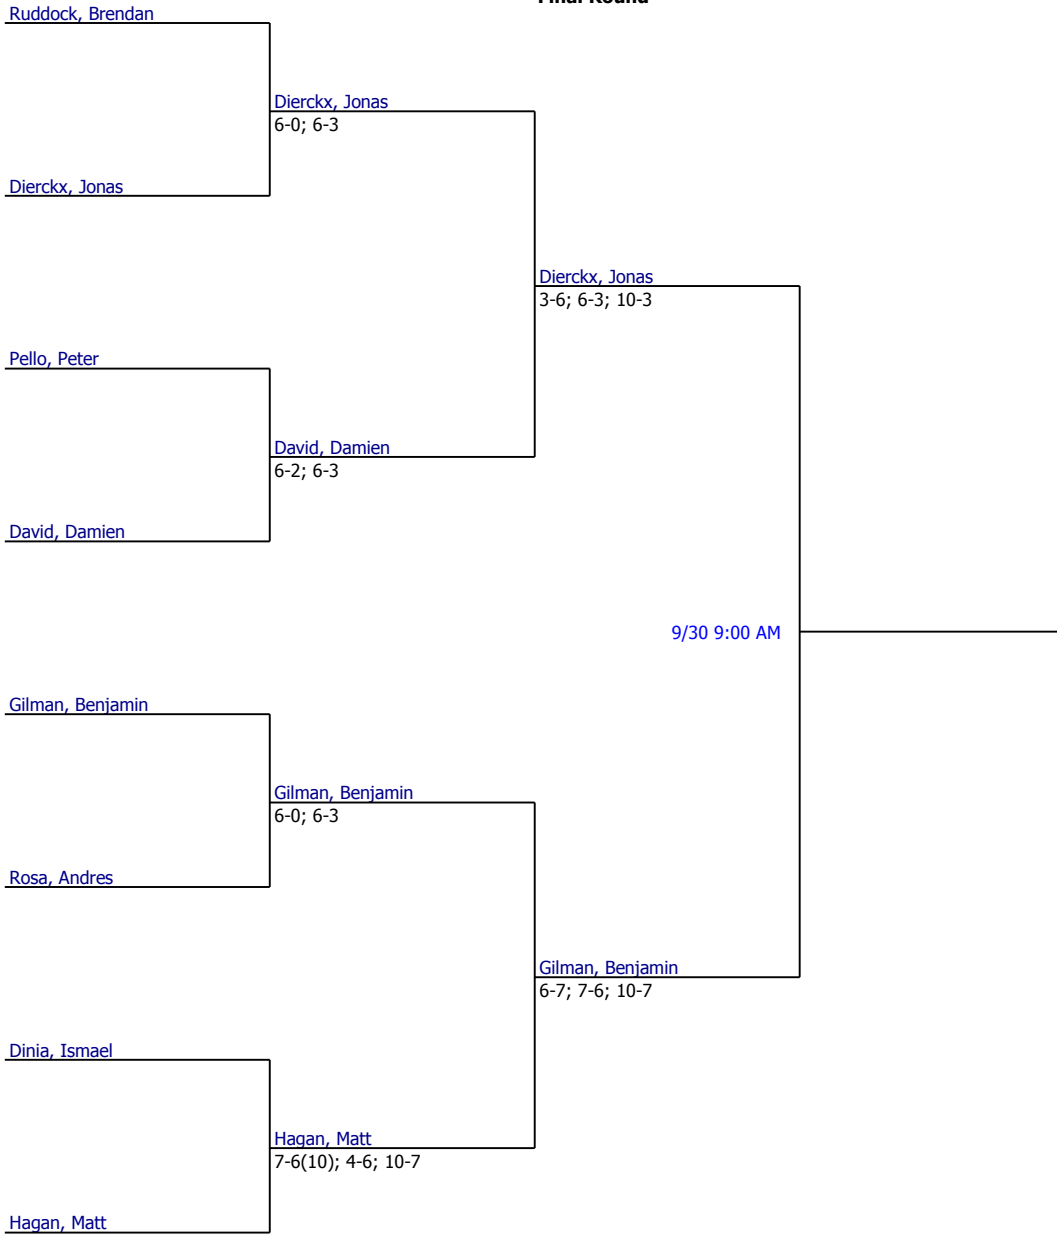 Final Round
Ruddock, Brendan
Dierckx, Jonas
6-0; 6-3
Dierckx, Jonas
Dierckx, Jonas
3-6; 6-3; 10-3
Pello, Peter
David, Damien
6-2; 6-3
David, Damien
9/30 9:00 AM
Gilman, Benjamin
Gilman, Benjamin
6-0; 6-3
Rosa, Andres
Gilman, Benjamin
6-7; 7-6; 10-7
Dinia, Ismael
Hagan, Matt
7-6(10); 4-6; 10-7
Hagan, Matt